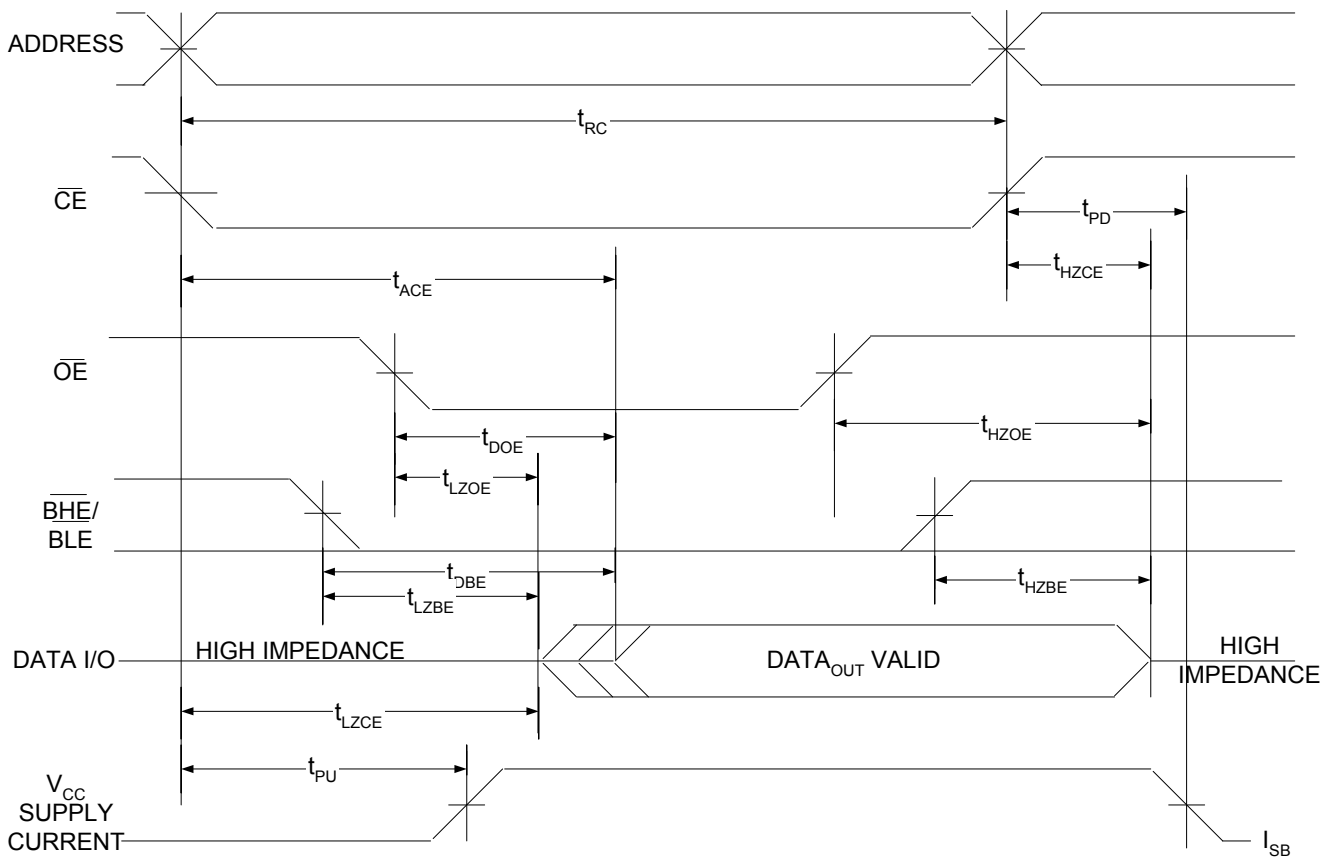 ADDRESS
tRC
CE
tPD
tHZCE
tACE
OE
tDOE
tHZOE
tLZOE
BHE/
BLE
tDBE
tLZBE
tHZBE
DATA I/O
HIGH IMPEDANCE
DATAOUT VALID
HIGH
IMPEDANCE
tLZCE
tPU
VCC
SUPPLY
CURRENT
ISB